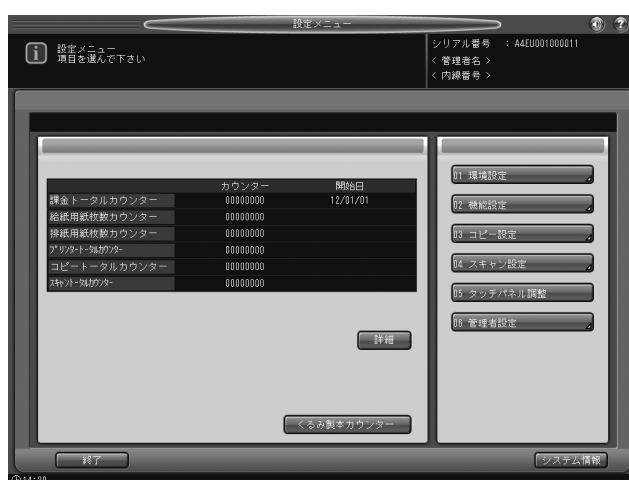 設定メニュー
設定メニュー
項目を選んで下さい
シリアル番号 : A4EU001000011
< 管理者名 >
< 内線番号 >
カウンター 開始日
課金トータルカウンター 00000000 12/01/01
給紙用紙枚数カウンター 00000000
排紙用紙枚数カウンター 00000000
プリンタートータルカウンター 00000000
コピートータルカウンター 00000000
スキャントータルカウンター 00000000
詳細
くるみ製本カウンター
01 環境設定
02 機能設定
03 コピー設定
04 スキャン設定
05 タッチパネル調整
06 管理者設定
終了
システム情報